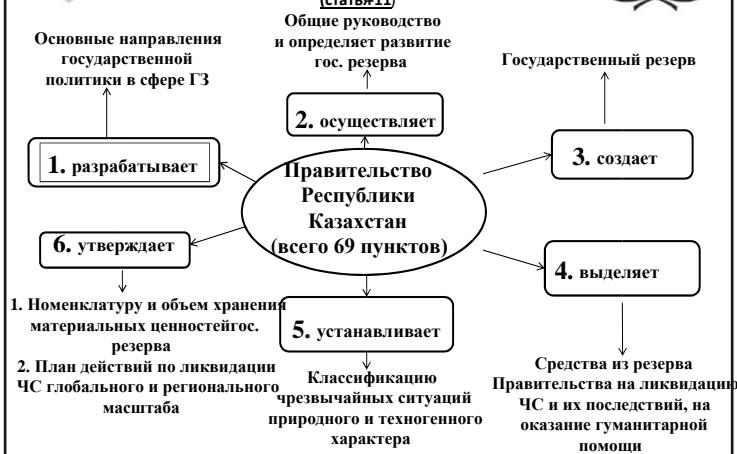 (статья11)
Общие руководство
и определяет развитие
гос. резерва
Основные направления
государственной
политики в сфере ГЗ
Государственный резерв
2. осуществляет
1. разрабатывает
3. создает
Правительство
Республики
Казахстан
(всего 69 пунктов)
6. утверждает
4. выделяет
5. устанавливает
1. Номенклатуру и объем хранения
материальных ценностейгос.
резерва
2. План действий по ликвидации
ЧС глобального и регионального
масштаба
Классификацию
чрезвычайных ситуаций
природного и техногенного
характера
Средства из резерва
Правительства на ликвидацию
ЧС и их последствий, на
оказание гуманитарной
помощи